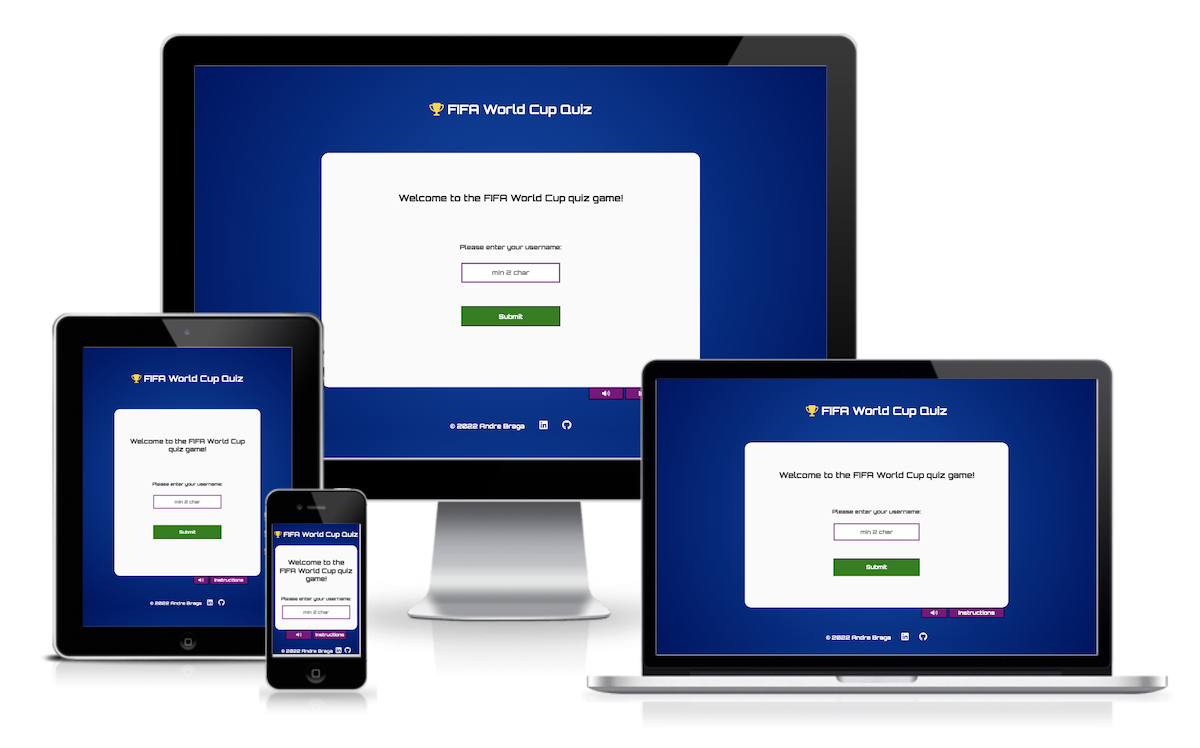 🏆 FIFA World Cup Quiz
Welcome to the FIFA World Cup quiz game!
Please enter your username:
min 2 char
Submit
© 2022 Andre Braga
🏆 FIFA World Cup Quiz
Welcome to the FIFA World Cup
quiz game!
Please enter your username:
min 2 char
Submit
Instructions
© 2022 Andre Braga
🏆 FIFA World Cup Quiz
Welcome to the
FIFA World Cup quiz
game!
Please enter your username:
min 2 char
Instructions
© 2022 Andre Braga
🏆 FIFA World Cup Quiz
Welcome to the FIFA World Cup quiz game!
Please enter your username:
min 2 char
Submit
Instructions
© 2022 Andre Braga